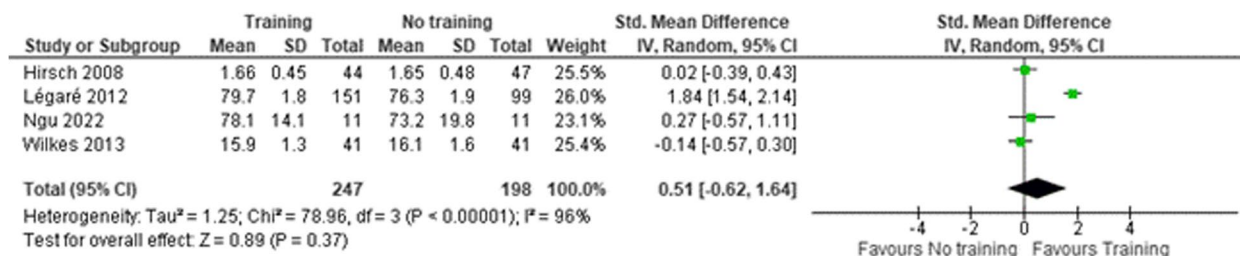 Training No training Std. Mean Difference Std. Mean Difference
Study or Subgroup Mean SD Total Mean SD Total Weight IV, Random, 95% CI IV, Random, 95% CI
Hirsch 2008 1.66 0.45 44 1.65 0.48 47 25.5% 0.02 [-0.39, 0.43]
Légaré 2012 79.7 1.8 151 76.3 1.9 99 26.0% 1.84 [1.54, 2.14]
Ngu 2022 78.1 14.1 11 73.2 19.8 11 23.1% 0.27 [-0.57, 1.11]
Wilkes 2013 15.9 1.3 41 16.1 1.6 41 25.4% -0.14 [-0.57, 0.30]
Total (95% CI) 247 198 100.0% 0.51 [-0.62, 1.64]
Heterogeneity: Tau² = 1.25; Chi² = 78.96, df = 3 (P < 0.00001); I² = 96%
Test for overall effect: Z = 0.89 (P = 0.37)
-4 -2 0 2 4
Favours No training Favours Training